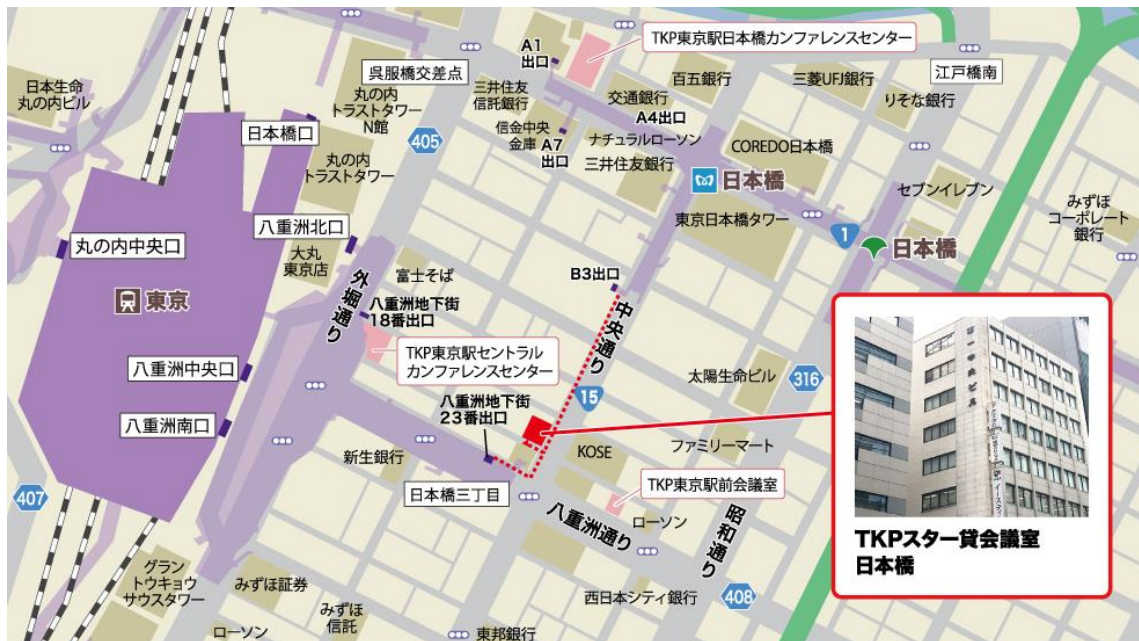 TKP東京駅日本橋カンファレンスセンター
A1
出口
呉服橋交差点
江戸橋南
日本生命
丸の内ビル
丸の内
トラストタワー
N館
三井住友
信託銀行
百五銀行
三菱UFJ銀行
りそな銀行
交通銀行
A4出口
日本橋口
405
信金中央
金庫
A7
出口
ナチュラルローソン
三井住友銀行
COREDO日本橋
丸の内
トラストタワー
日本橋
セブンイレブン
みずほ
コーポレート
銀行
東京日本橋タワー
1
日本橋
八重洲北口
丸の内中央口
大丸
東京店
富士そば
B3出口
東京
外堀通り
八重洲地下街
18番出口
中央通り
TKP東京駅セントラル
カンファレンスセンター
八重洲中央口
太陽生命ビル
316
八重洲地下街
23番出口
15
八重洲南口
新生銀行
KOSE
ファミリーマート
407
日本橋三丁目
TKP東京駅前会議室
八重洲通り
ローソン
昭和通り
TKPスター貸会議室
日本橋
グラン
トウキョウ
サウスタワー
みずほ証券
みずほ
信託
西日本シティ銀行
408
ローソン
東邦銀行